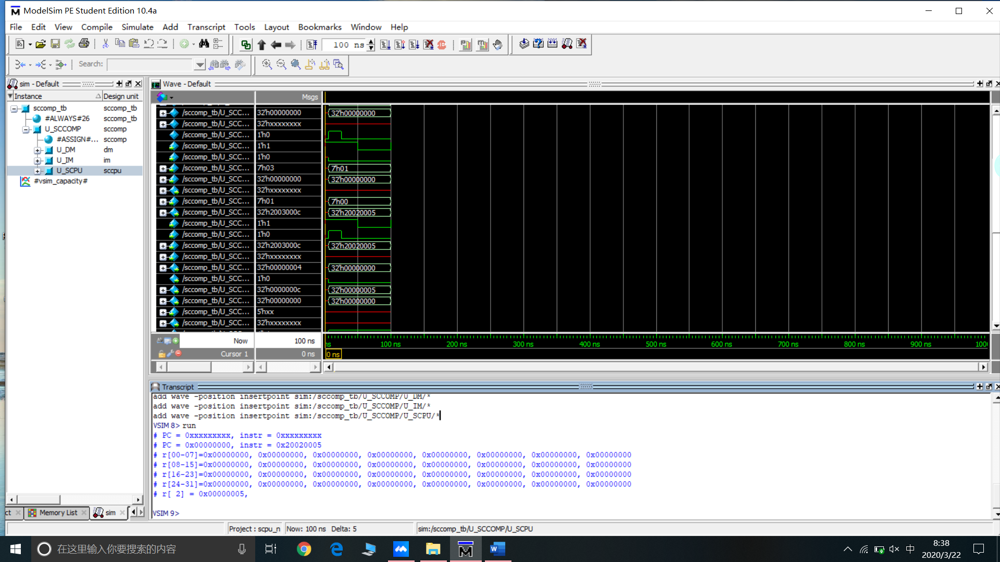 ModelSim PE Student Edition 10.4a
File Edit View Compile Simulate Add Transcript Tools Layout Bookmarks Window Help
100 ns
Search:
sim - Default
Instance Design unit
sccomp_tb sccomp_tb
#ALWAYS#26 sccomp_tb
U_SCCOMP sccomp
#ASSIGN#... sccomp
U_DM dm
U_IM im
U_SCPU sccpu
#vsim_capacity#
ct Memory List sim
Wave - Default
Msgs
/sccomp_tb/U_SCC... 32'h00000000 32'h00000000
/sccomp_tb/U_SCC... 32'hxxxxxxxx
/sccomp_tb/U_SCC... 1'h0
/sccomp_tb/U_SCC... 1'h1
/sccomp_tb/U_SCC... 1'h0
/sccomp_tb/U_SCC... 7'h03 7'h01
/sccomp_tb/U_SCC... 32'h00000000 32'h00000000
/sccomp_tb/U_SCC... 32'hxxxxxxxx
/sccomp_tb/U_SCC... 7'h01 7'h00
/sccomp_tb/U_SCC... 32'h2003000c 32'h20020005
/sccomp_tb/U_SCC... 1'h1
/sccomp_tb/U_SCC... 1'h0
/sccomp_tb/U_SCC... 32'h2003000c 32'h20020005
/sccomp_tb/U_SCC... 32'hxxxxxxxx
/sccomp_tb/U_SCC... 32'h00000004 32'h00000000
/sccomp_tb/U_SCC... 1'h0
/sccomp_tb/U_SCC... 32'h0000000c 32'h00000005
/sccomp_tb/U_SCC... 32'h00000000 32'h00000000
/sccomp_tb/U_SCC... 5'hxx
/sccomp_tb/U_SCC... 32'hxxxxxxxx
Now 100 ns ns 100 ns 200 ns 300 ns 400 ns 500 ns 600 ns 700 ns 800 ns 900 ns 100
Cursor 1 0 ns 0 ns
Transcript
add wave -position insertpoint sim:/sccomp_tb/U_SCCOMP/U_DM/*
add wave -position insertpoint sim:/sccomp_tb/U_SCCOMP/U_IM/*
add wave -position insertpoint sim:/sccomp_tb/U_SCCOMP/U_SCPU/*
VSIM 8> run
# PC = 0xxxxxxxxx, instr = 0xxxxxxxxx
# PC = 0x00000000, instr = 0x20020005
# r[00-07]=0x00000000, 0x00000000, 0x00000000, 0x00000000, 0x00000000, 0x00000000, 0x00000000, 0x00000000
# r[08-15]=0x00000000, 0x00000000, 0x00000000, 0x00000000, 0x00000000, 0x00000000, 0x00000000, 0x00000000
# r[16-23]=0x00000000, 0x00000000, 0x00000000, 0x00000000, 0x00000000, 0x00000000, 0x00000000, 0x00000000
# r[24-31]=0x00000000, 0x00000000, 0x00000000, 0x00000000, 0x00000000, 0x00000000, 0x00000000, 0x00000000
# r[ 2] = 0x00000005,
VSIM 9>
Project : scpu_n Now: 100 ns Delta: 5 sim:/sccomp_tb/U_SCCOMP/U_SCPU
在这里输入你要搜索的内容
中
8:38
2020/3/22